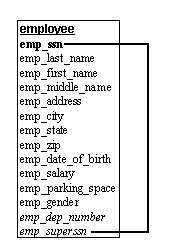 employee
emp_ssn
emp_last_name
emp_first_name
emp_middle_name
emp_address
emp_city
emp_state
emp_zip
emp_date_of_birth
emp_salary
emp_parking_space
emp_gender
emp_dep_number
emp_superssn